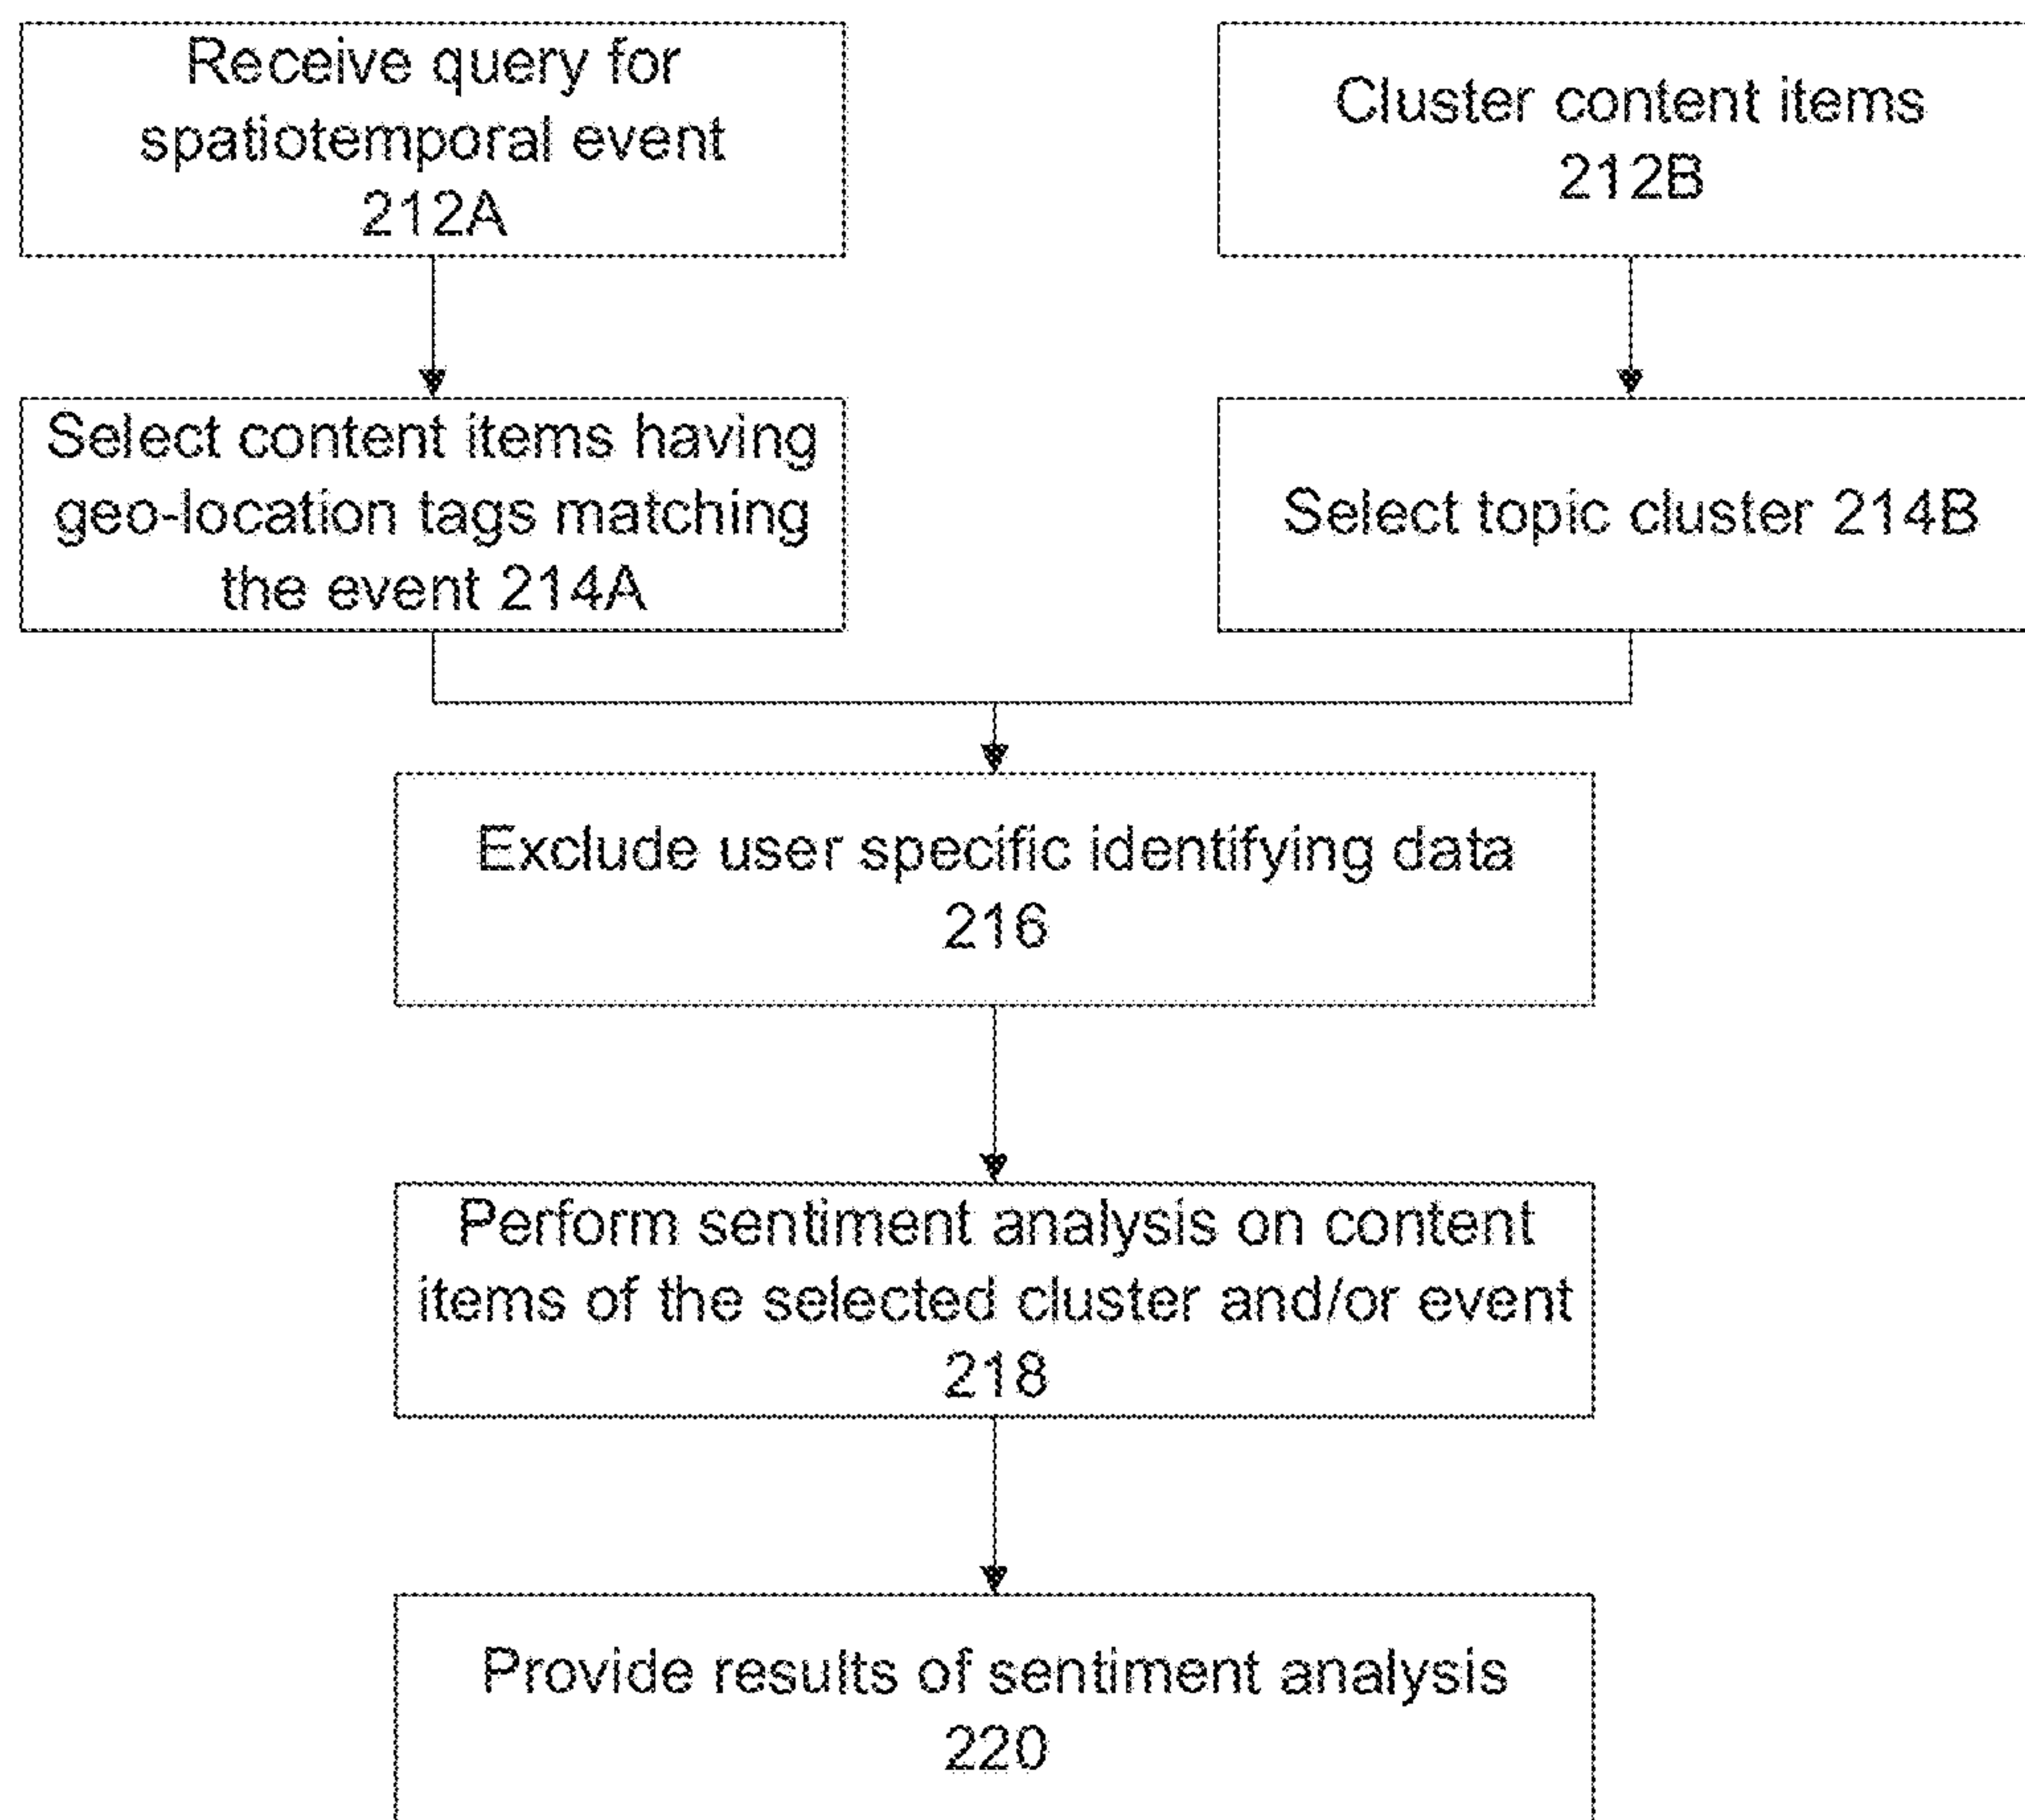 Receive query for
spatiotemporal event
212A
Cluster content items
212B
Select content items having
geo-location tags matching
the event 214A
Select topic cluster 214B
Exclude user specific identifying data
216
Perform sentiment analysis on content
items of the selected cluster and/or event
218
Provide results of sentiment analysis
220